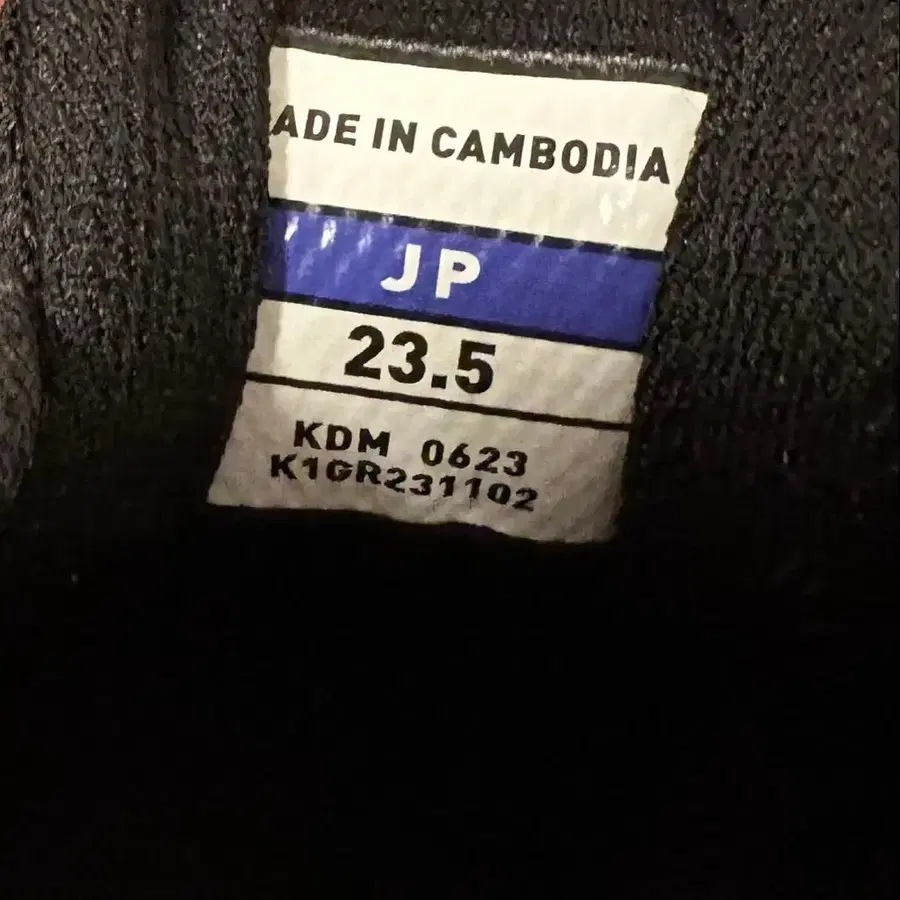 ADE IN CAMBODIA
JP
23.5
KDM 0623
K1GR231102